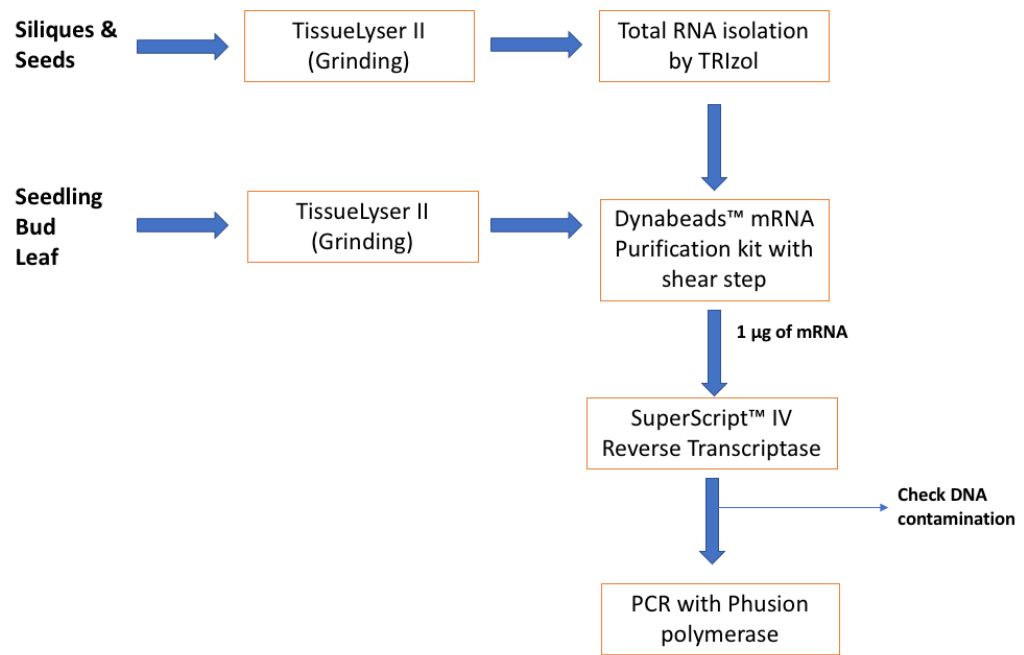 Siliques &
Seeds
TissueLyser II
(Grinding)
Total RNA isolation
by TRIzol
Seedling
Bud
Leaf
TissueLyser II
(Grinding)
Dynabeads™ mRNA
Purification kit with
shear step
1 µg of mRNA
SuperScript™ IV
Reverse Transcriptase
Check DNA
contamination
PCR with Phusion
polymerase